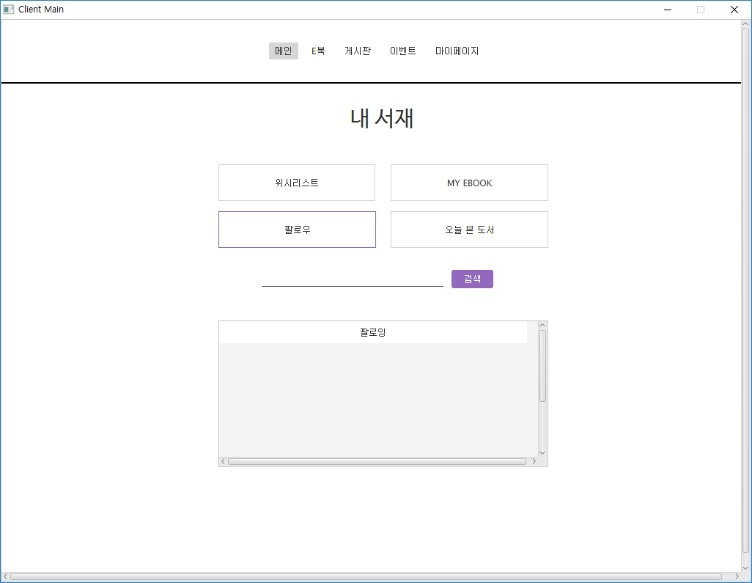 Client Main
메인 E북 게시판 이벤트 마이페이지
내 서재
위시리스트 MY EBOOK
팔로우 오늘 본 도서
검색
팔로잉